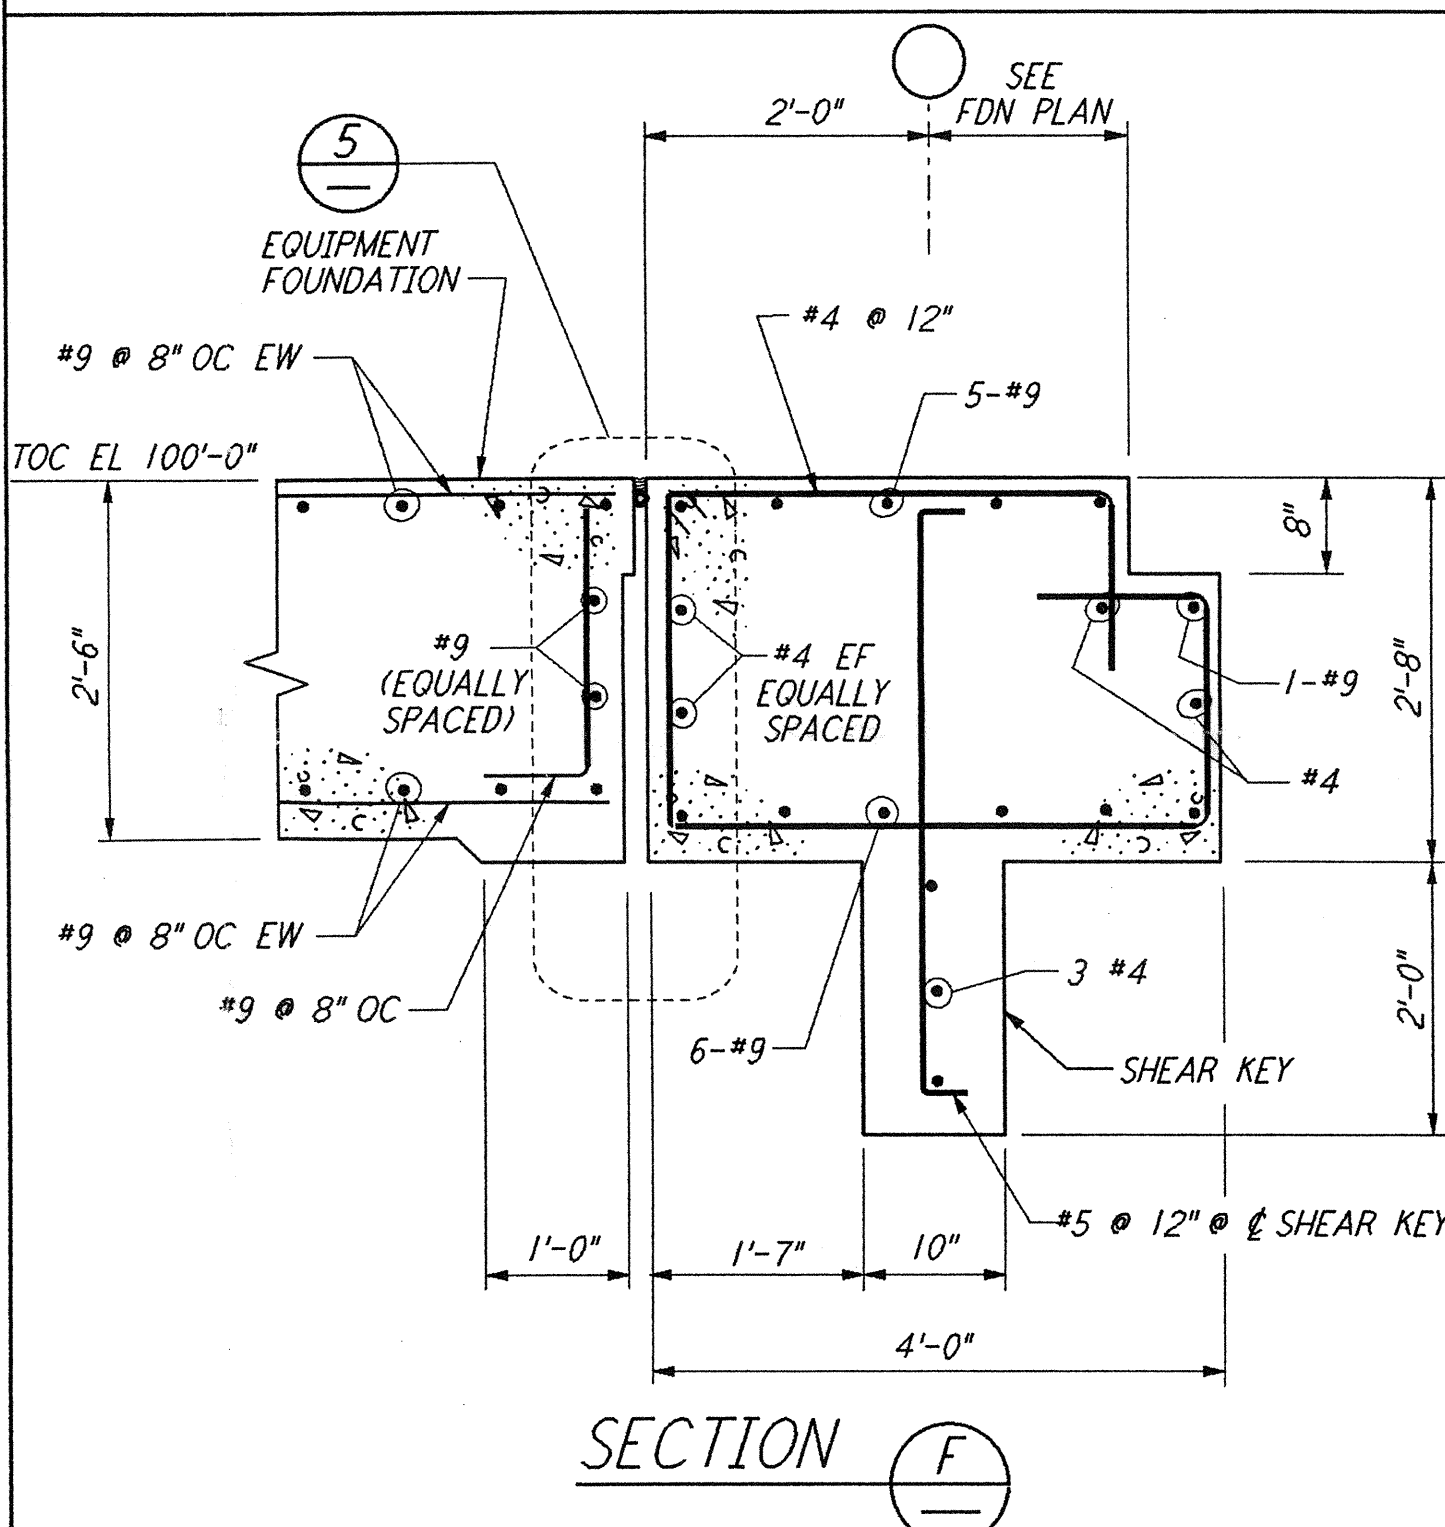 SEE
FDN PLAN
2'-0"
5
EQUIPMENT
FOUNDATION
#4 @ 12"
#9 @ 8" OC EW
5-#9
TOC EL 100'-0"
8"
2'-6"
#9
(EQUALLY
SPACED)
#4 EF
EQUALLY
SPACED
1-#9
2'-8"
#4
#9 @ 8" OC EW
3 #4
2'-0"
#9 @ 8" OC
6-#9
SHEAR KEY
#5 @ 12" @ ℄ SHEAR KEY
1'-0"
1'-7"
10"
4'-0"
SECTION
F